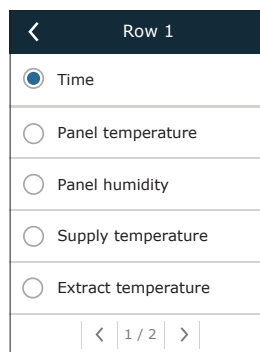 Row 1
Time
Panel temperature
Panel humidity
Supply temperature
Extract temperature
1 / 2